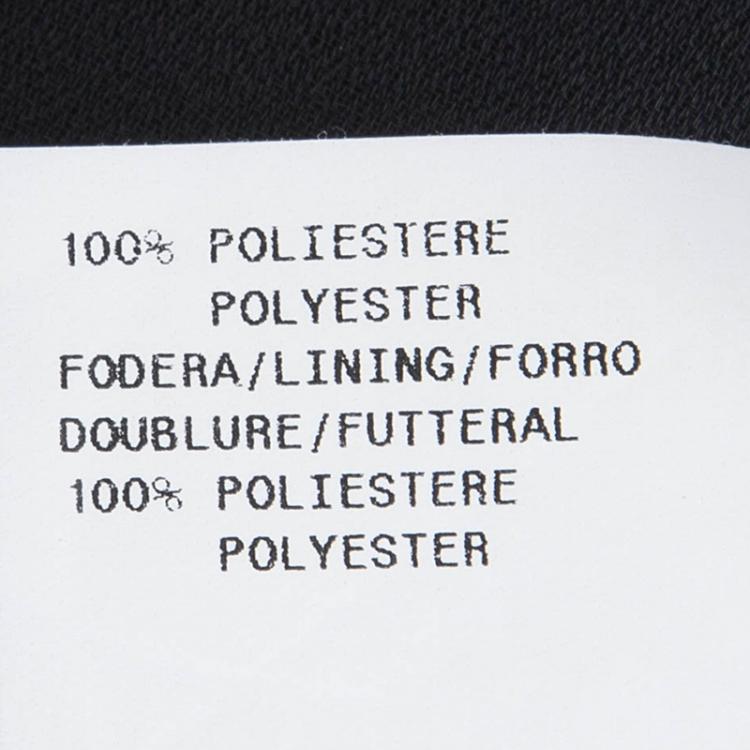 100% POLIESTERE
POLYESTER
FODERA/LINING/FORRO
DOUBLURE/FUTTERAL
100% POLIESTERE
POLYESTER